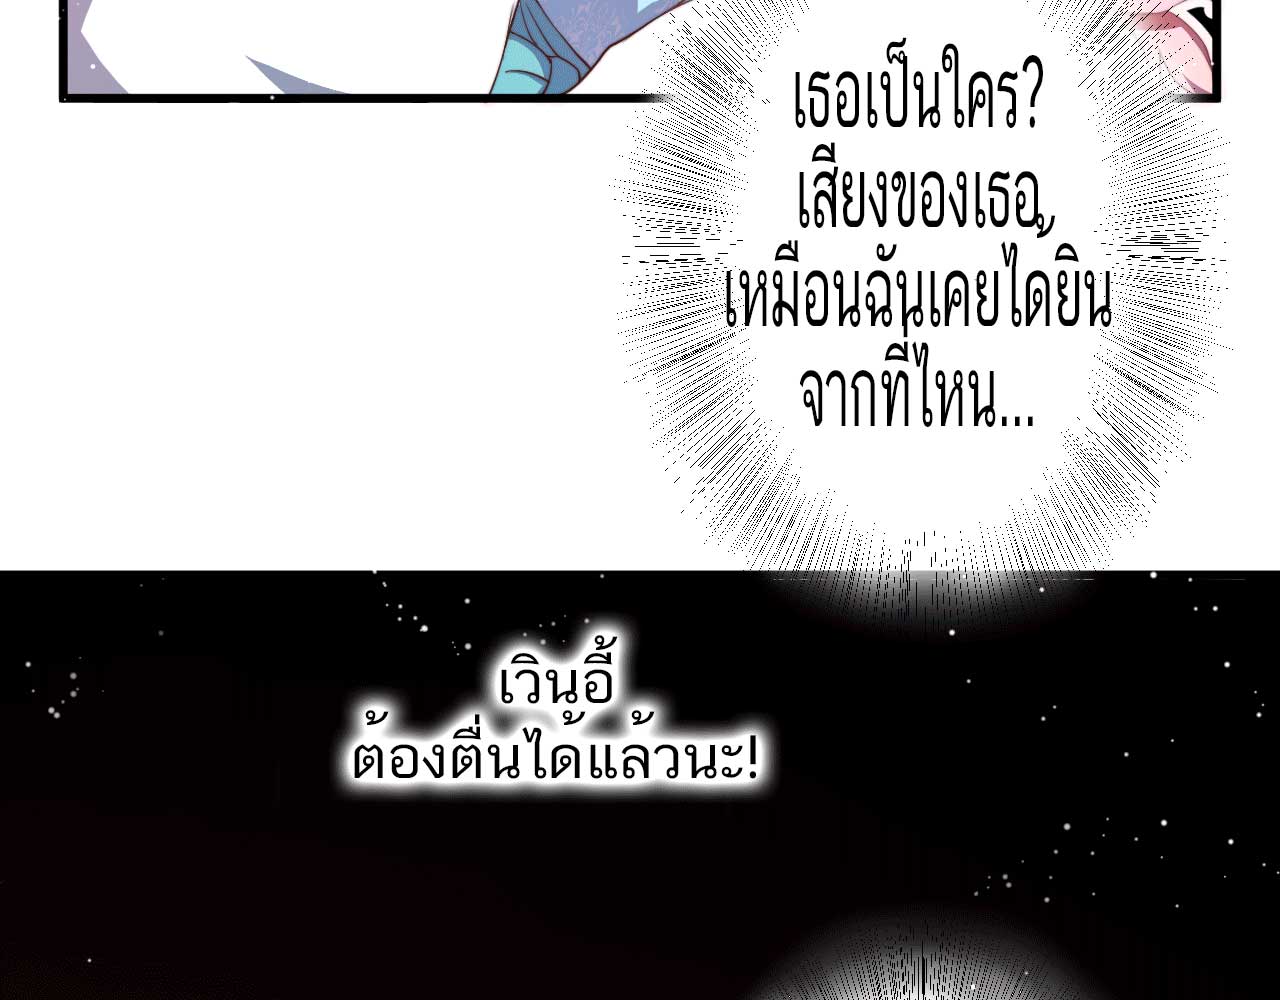 เธอเป็นใคร?
เสียงของเธอ
เหมือนฉันเคยได้ยิน
จากที่ไหน...
เวินอี้
ต้องตื่นได้แล้วนะ!